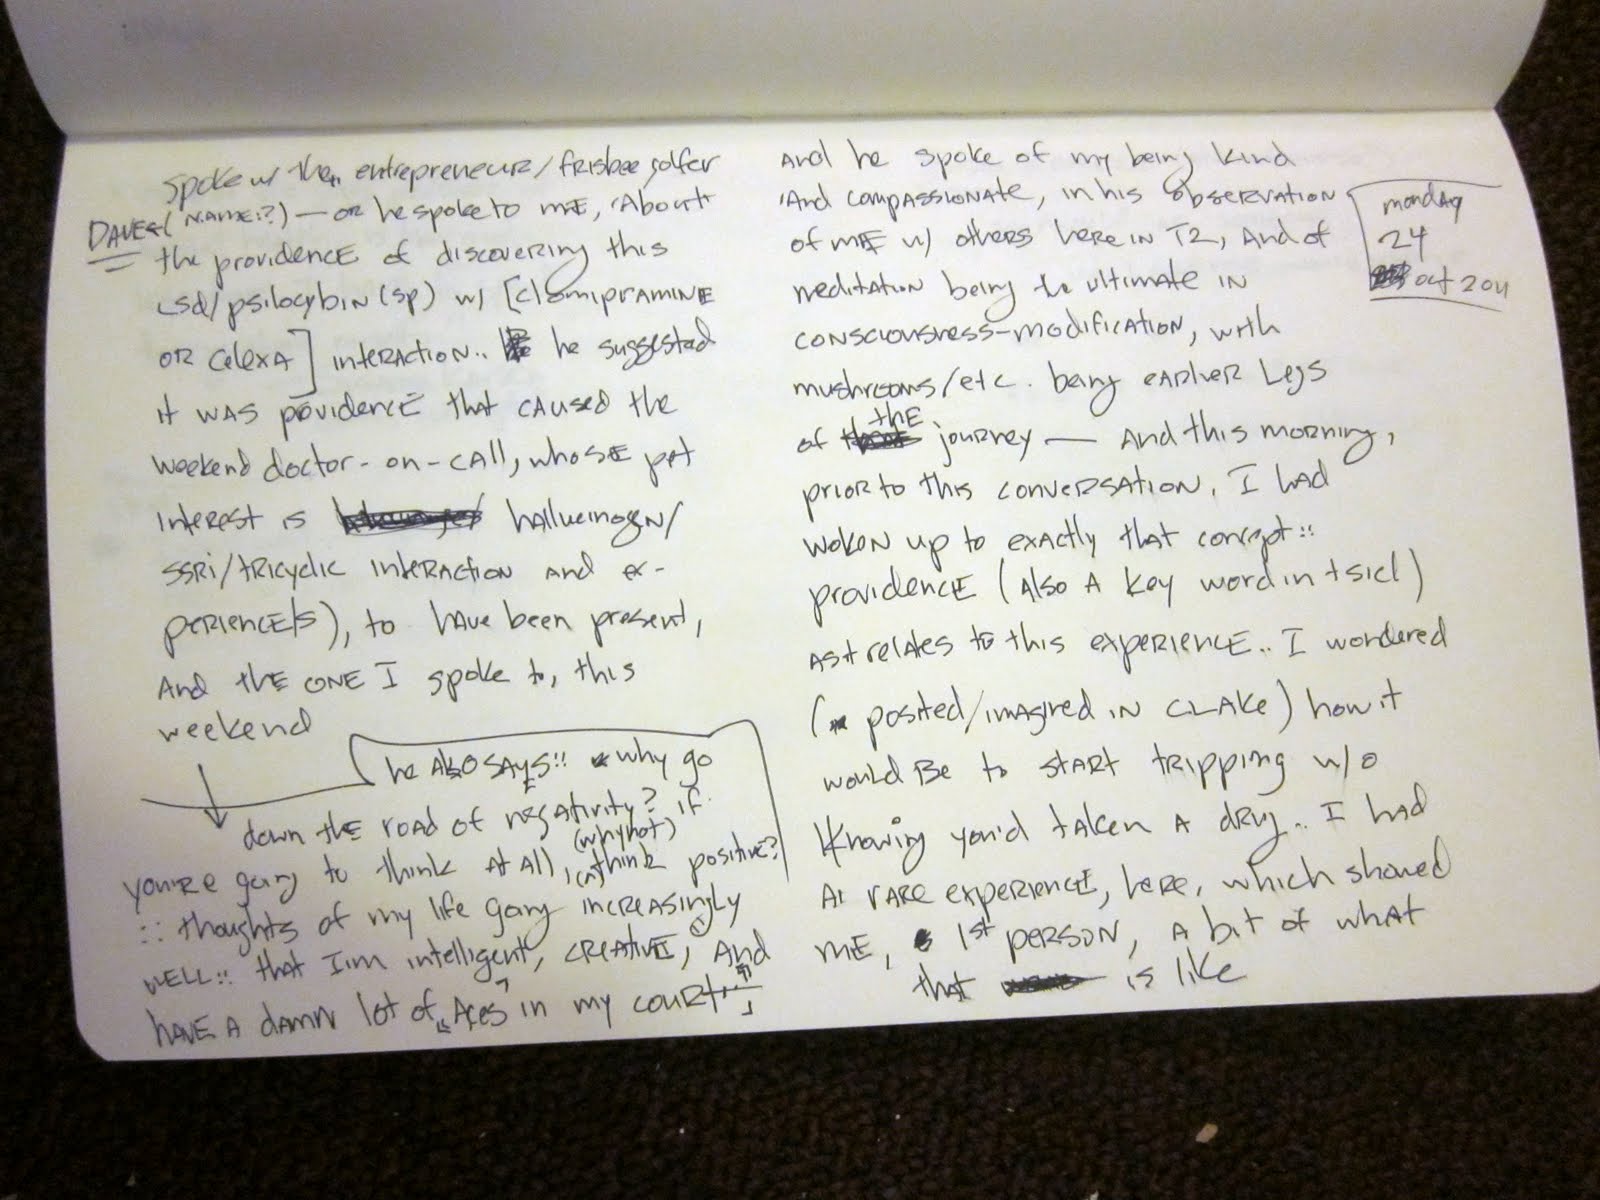 Spoke w/ the entrepreneur/frisbee golfer
DAVE (NAME?) — OR he spoke to ME, About
the providence of discovering this
LSd/psilocybin (sp) w/ [clomipramine
OR celexa] interaction.. he suggested
it was providence that caused the
weekend doctor-on-call, whose pet
interest is hallucinogen/
SSRI/tricyclic interaction and ex-
perience/s), to have been present,
And the ONE I spoke to, this
weekend
he Also says:: why go
down the road of negativity? if
(why not)
you're going to think at all, think positive?
:: thoughts of my life going increasingly
well:: that I'm intelligent, creative, And
have a damn lot of "Aces" in my court..
And he spoke of my being kind
And compassionate, in his observation
of me w/ others here in T2, And of
meditation being the ultimate in
consciousness-modification, with
mushrooms/etc. being earlier legs
of the journey — And this morning,
prior to this conversation, I had
woken up to exactly that concept::
providence (also a key word in tsicl)
As it relates to this experience.. I wondered
(posited/imagined in CLAKE) how it
would Be to START tripping w/o
Knowing you'd taken a drug.. I had
A rare experience, here, which showed
me, 1st person, a bit of what
that is like
monday
24
oct 2011